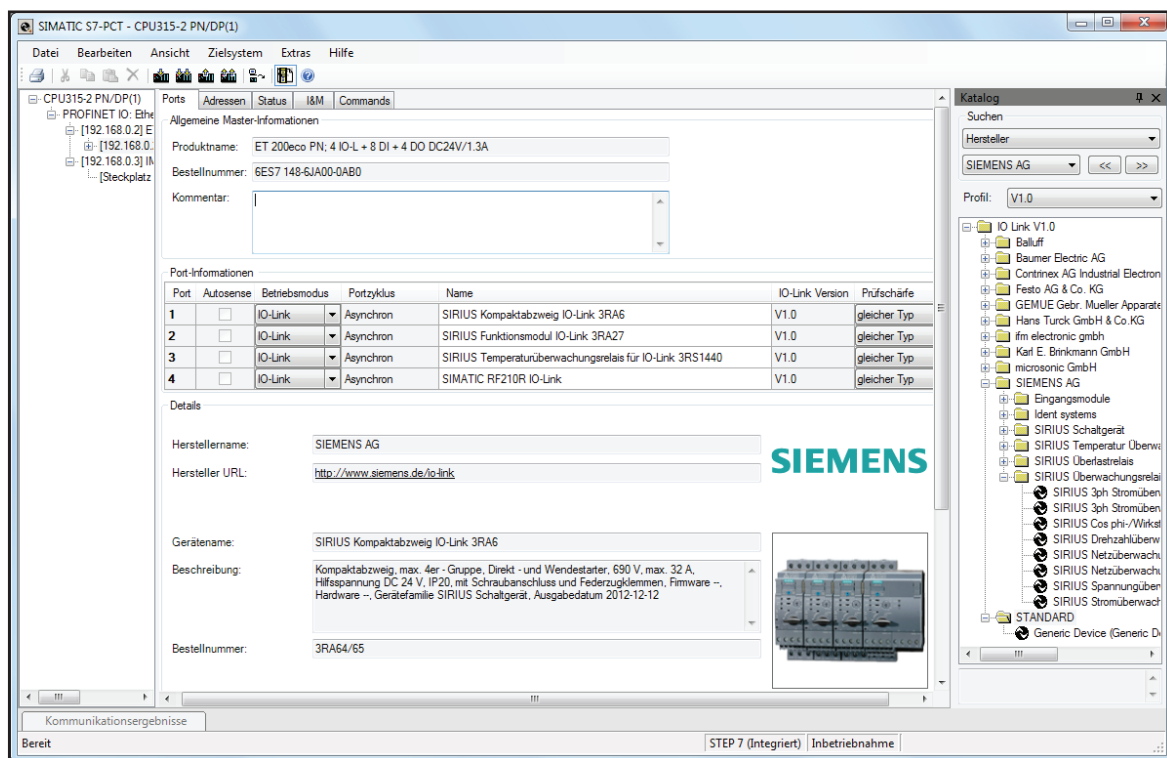 SIMATIC S7-PCT - CPU315-2 PN/DP(1)
Datei Bearbeiten Ansicht Zielsystem Extras Hilfe
CPU315-2 PN/DP(1)
PROFINET IO: Ethe
[192.168.0.2] E
[192.168.0.
[192.168.0.3] IM
[Steckplatz
Ports Adressen Status I&M Commands
Allgemeine Master-Informationen
Produktname: ET 200eco PN; 4 IO-L + 8 DI + 4 DO DC24V/1.3A
Bestellnummer: 6ES7 148-6JA00-0AB0
Kommentar:
Port-Informationen
Port Autosense Betriebsmodus Portzyklus Name IO-Link Version Prüfschärfe
1 IO-Link Asynchron SIRIUS Kompaktabzweig IO-Link 3RA6 V1.0 gleicher Typ
2 IO-Link Asynchron SIRIUS Funktionsmodul IO-Link 3RA27 V1.0 gleicher Typ
3 IO-Link Asynchron SIRIUS Temperaturüberwachungsrelais für IO-Link 3RS1440 V1.0 gleicher Typ
4 IO-Link Asynchron SIMATIC RF210R IO-Link V1.0 gleicher Typ
Details
Herstellername: SIEMENS AG
Hersteller URL: http://www.siemens.de/io-link
SIEMENS
Gerätename: SIRIUS Kompaktabzweig IO-Link 3RA6
Beschreibung: Kompaktabzweig, max. 4er - Gruppe, Direkt - und Wendestarter, 690 V, max. 32 A,
Hilfsspannung DC 24 V, IP20, mit Schraubanschluss und Federzugklemmen, Firmware --,
Hardware --, Gerätefamilie SIRIUS Schaltgerät, Ausgabedatum 2012-12-12
Bestellnummer: 3RA64/65
Katalog
Suchen
Hersteller
SIEMENS AG << >>
Profil: V1.0
IO Link V1.0
Balluff
Baumer Electric AG
Contrinex AG Industrial Electron
Festo AG & Co. KG
GEMUE Gebr. Mueller Apparate
Hans Turck GmbH & Co.KG
ifm electronic gmbh
Karl E. Brinkmann GmbH
microsonic GmbH
SIEMENS AG
Eingangsmodule
Ident systems
SIRIUS Schaltgerät
SIRIUS Temperatur Überwa
SIRIUS Überlastrelais
SIRIUS Überwachungsrelai
SIRIUS 3ph Stromüben
SIRIUS 3ph Stromüben
SIRIUS Cos phi-/Wirkst
SIRIUS Drehzahlüberw
SIRIUS Netzüberwachu
SIRIUS Netzüberwachu
SIRIUS Spannungüber
SIRIUS Stromüberwach
STANDARD
Generic Device (Generic De
Kommunikationsergebnisse
Bereit STEP 7 (Integriert) Inbetriebnahme